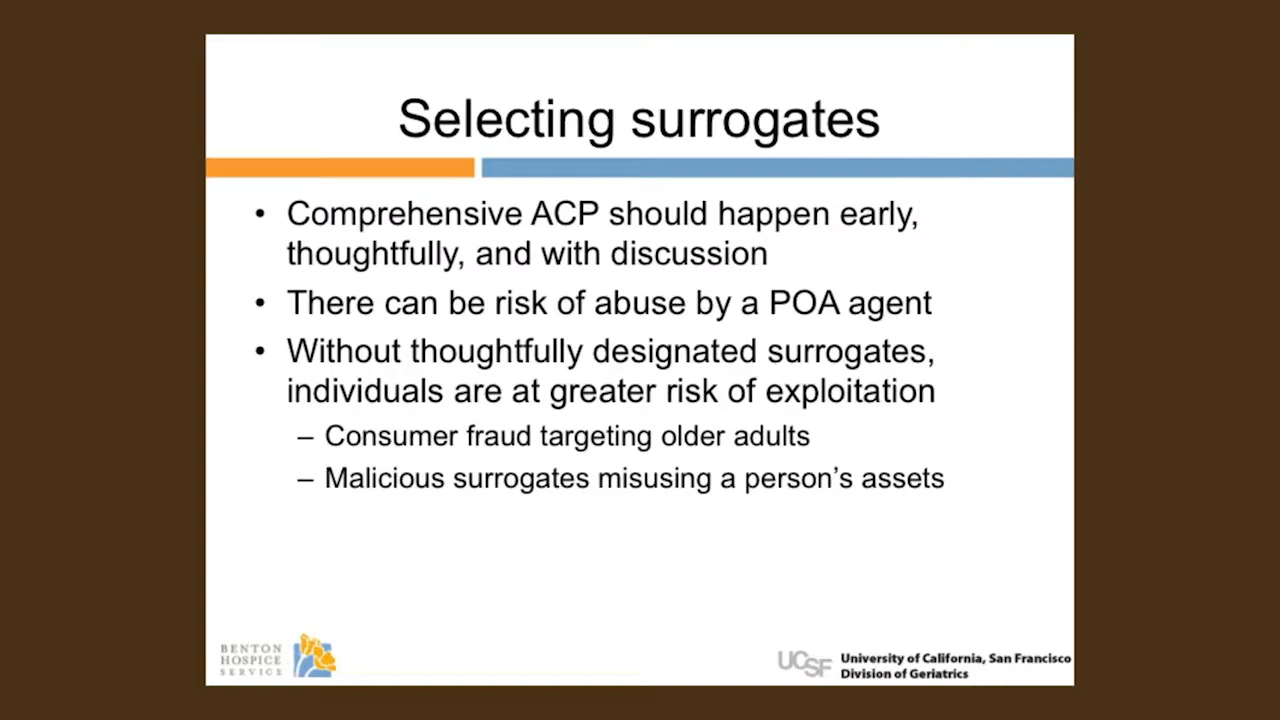 Selecting surrogates
• Comprehensive ACP should happen early,
thoughtfully, and with discussion
• There can be risk of abuse by a POA agent
• Without thoughtfully designated surrogates,
individuals are at greater risk of exploitation
– Consumer fraud targeting older adults
– Malicious surrogates misusing a person’s assets
BENTON
HOSPICE
SERVICE
UCSF
University of California, San Francisco
Division of Geriatrics